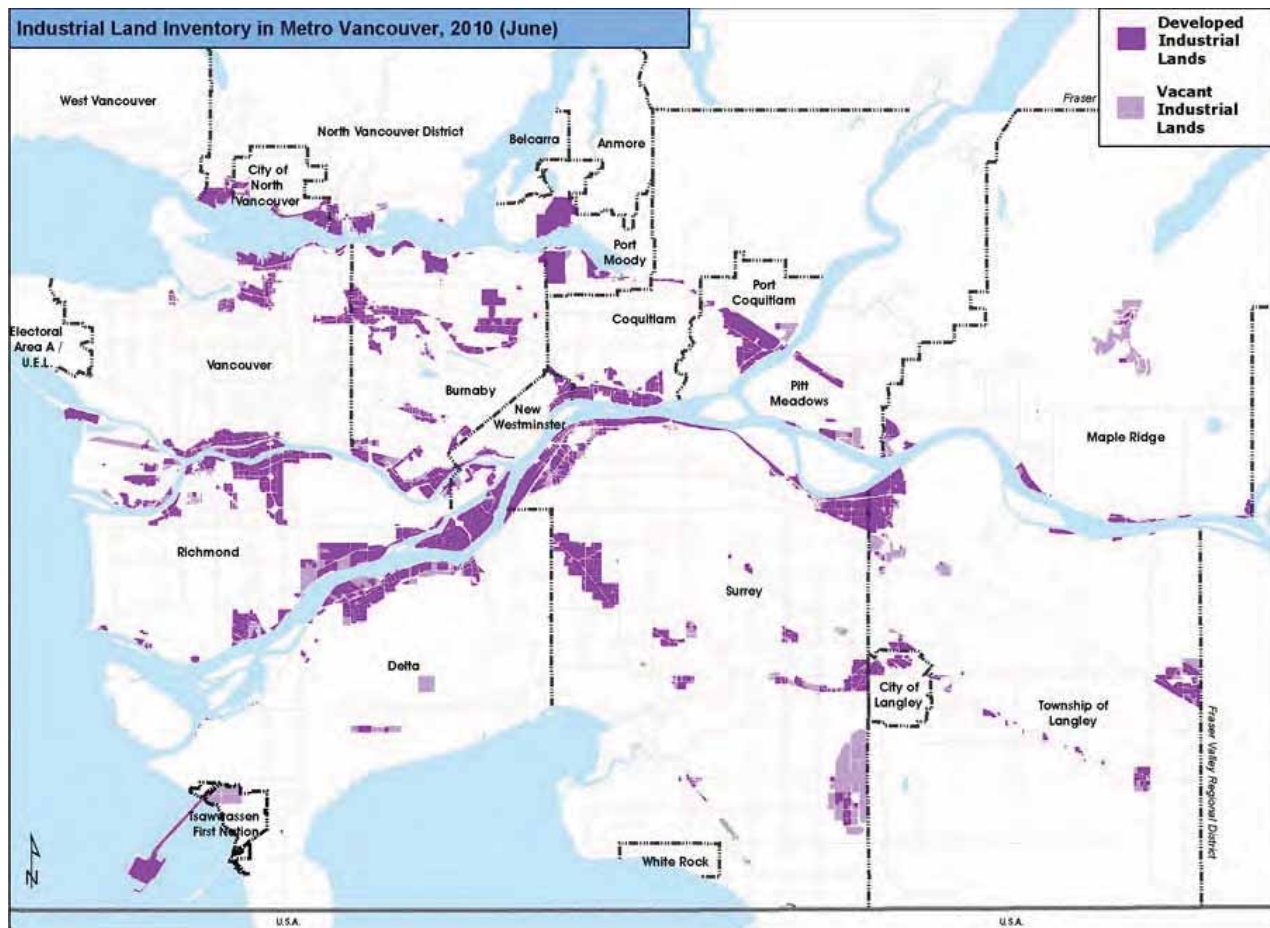 Industrial Land Inventory in Metro Vancouver, 2010 (June)
Developed
Industrial
Lands
Vacant
Industrial
Lands
West Vancouver
North Vancouver District
Belcarra
Anmore
Fraser
City of
North
Vancouver
Port
Moody
Port
Coquitlam
Electoral
Area A /
U.E.L.
Vancouver
Coquitlam
Burnaby
New
Westminster
Pitt
Meadows
Maple Ridge
Richmond
Surrey
Delta
City of
Langley
Township of
Langley
Fraser Valley Regional District
Tsawwassen
First Nation
White Rock
N
U.S.A.
U.S.A.